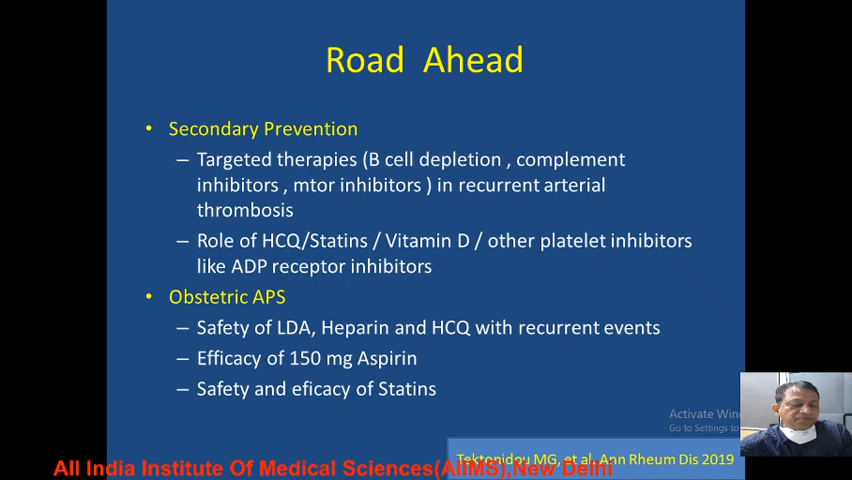 Road Ahead
• Secondary Prevention
– Targeted therapies (B cell depletion , complement
inhibitors , mtor inhibitors ) in recurrent arterial
thrombosis
– Role of HCQ/Statins / Vitamin D / other platelet inhibitors
like ADP receptor inhibitors
• Obstetric APS
– Safety of LDA, Heparin and HCQ with recurrent events
– Efficacy of 150 mg Aspirin
– Safety and eficacy of Statins
Activate Win
Go to Settings to
Tektonidou MG, et al. Ann Rheum Dis 2019
All India Institute Of Medical Sciences(AIIMS),New Delhi